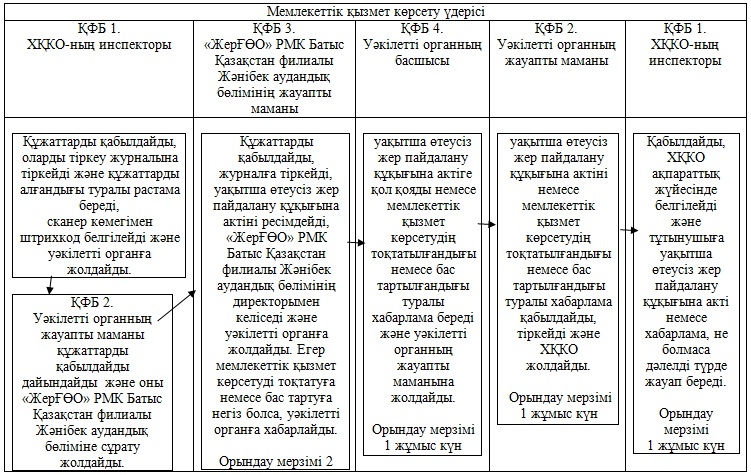 Мемлекеттік қызмет көрсету үдерісі
ҚФБ 1.
ХҚКО-ның инспекторы
ҚФБ 3.
«ЖерҒӨО» РМК Батыс
Қазақстан филиалы
Жәнібек аудандық
бөлімінің жауапты
маманы
ҚФБ 4.
Уәкілетті органның
басшысы
ҚФБ 2.
Уәкілетті органның
жауапты маманы
ҚФБ 1.
ХҚКО-ның
инспекторы
Құжаттарды қабылдайды,
оларды тіркеу журналына
тіркейді және құжаттарды
алғандығы туралы растама
береді,
сканер көмегімен
штрихкод белгілейді және
уәкілетті органға
жолдайды.
ҚФБ 2.
Уәкілетті органның
жауапты маманы
құжаттарды
қабылдайды
дайындайды және оны
«ЖерҒӨО» РМК Батыс
Қазақстан филиалы
Жәнібек аудандық
бөліміне сұрату
жолдайды.
Құжаттарды
қабылдайды,
журналға тіркейді,
уақытша өтеусіз жер
пайдалану құқығына
актіні ресімдейді,
«ЖерҒӨО» РМК
Батыс Қазақстан
филиалы Жәнібек
аудандық бөлімінің
директорымен
келіседі және
уәкілетті органға
жолдайды. Егер
мемлекеттік қызмет
көрсетуді тоқтатуға
немесе бас тартуға
негіз болса, уәкілетті
органға хабарлайды.
Орындау мерзімі 2
уақытша өтеусіз
жер пайдалану
құқығына актіге
қол қояды немесе
мемлекеттік
қызмет
көрсетудің
тоқтатылғандығы
немесе бас
тартылғандығы
туралы
хабарлама береді
және уәкілетті
органның
жауапты
маманына
жолдайды.
Орындау мерзімі
1 жұмыс күн
уақытша өтеусіз
жер пайдалану
құқығына актіні
немесе
мемлекеттік
қызмет
көрсетудің
тоқтатылғандығы
немесе бас
тартылғандығы
туралы хабарлама
қабылдайды,
тіркейді және
ХҚКО
жолдайды.
Орындау мерзімі
1 жұмыс күн
Қабылдайды,
ХҚКО
ақпараттық
жүйесінде
белгілейді
және
тұтынушыға
уақытша
өтеусіз жер
пайдалану
құқығына акті
немесе
хабарлама, не
болмаса
дәлелді түрде
жауап береді.
Орындау
мерзімі
1 жұмыс күн